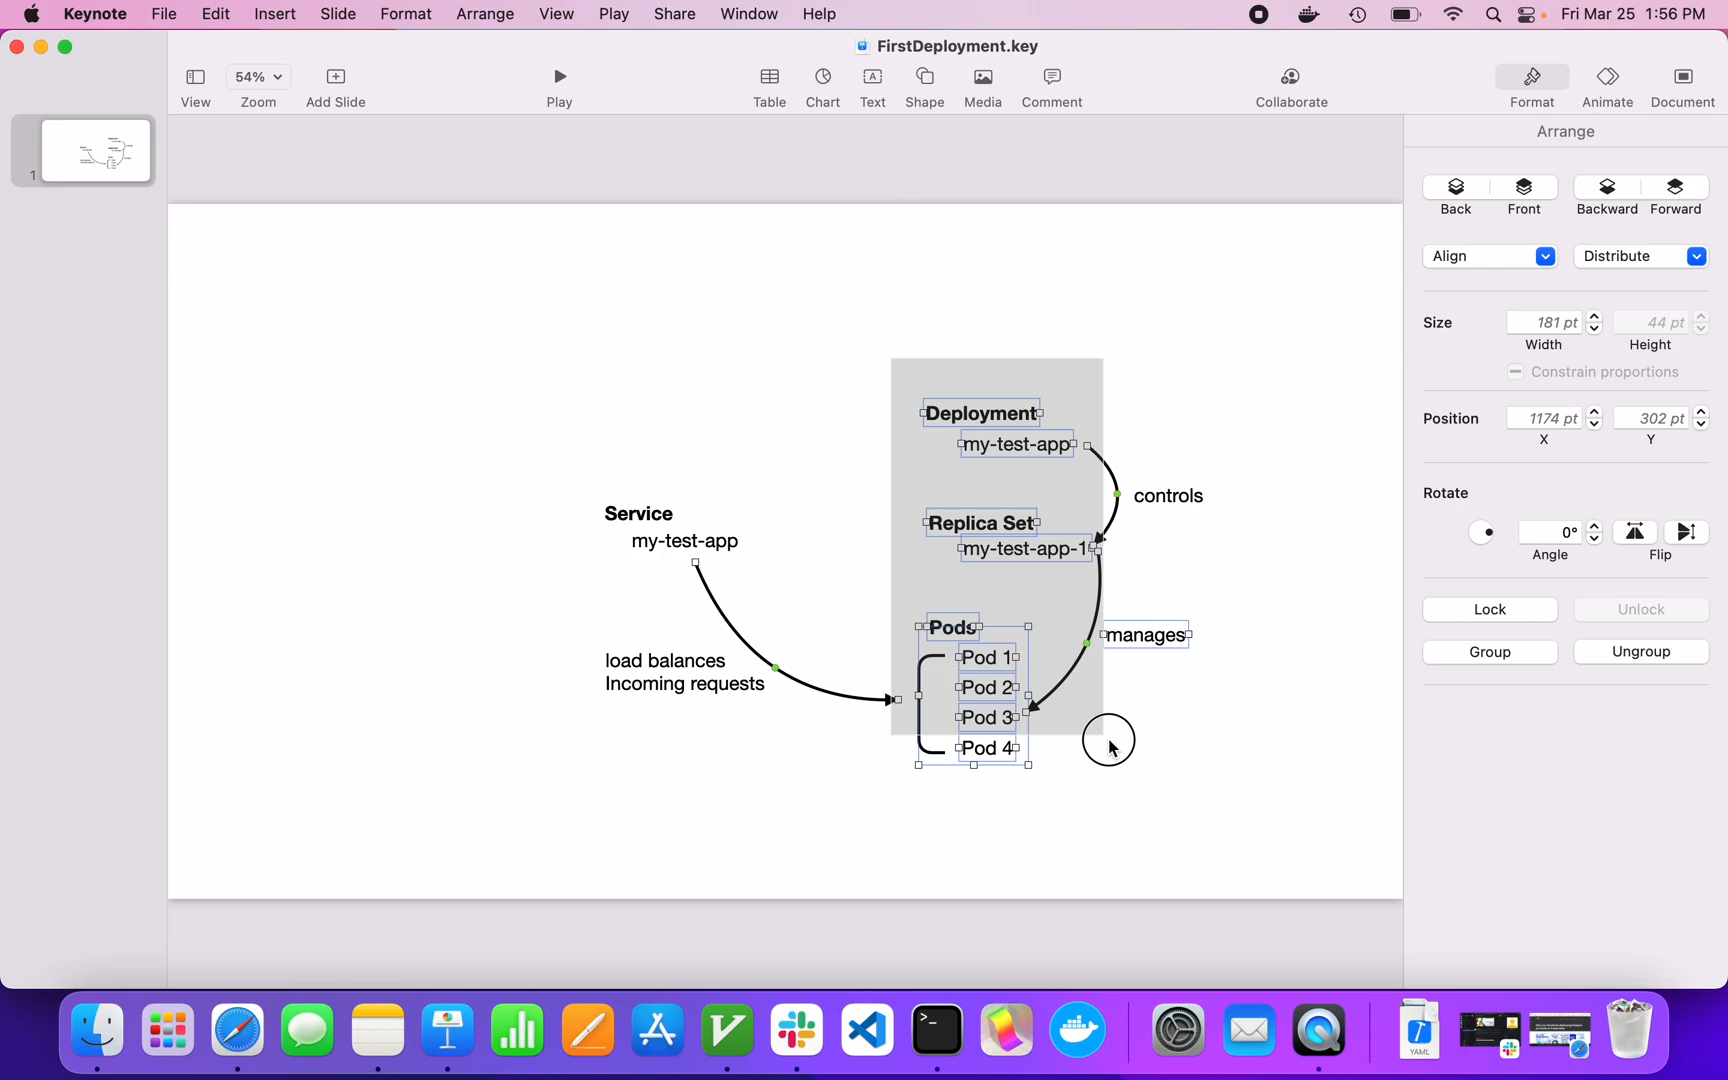 Keynote File Edit Insert Slide Format Arrange View Play Share Window Help Fri Mar 25 1:56 PM
FirstDeployment.key
54%
View Zoom Add Slide Play Table Chart Text Shape Media Comment Collaborate Format Animate Document
Arrange
1
Back Front Backward Forward
Align Distribute
Size 181 pt 44 pt
Width Height
Constrain proportions
Position 1174 pt 302 pt
X Y
Rotate
0°
Angle Flip
Lock Unlock
Group Ungroup
Deployment
my-test-app
controls
Service
my-test-app
Replica Set
my-test-app-1
Pods
manages
Pod 1
Pod 2
Pod 3
Pod 4
load balances
Incoming requests
YAML